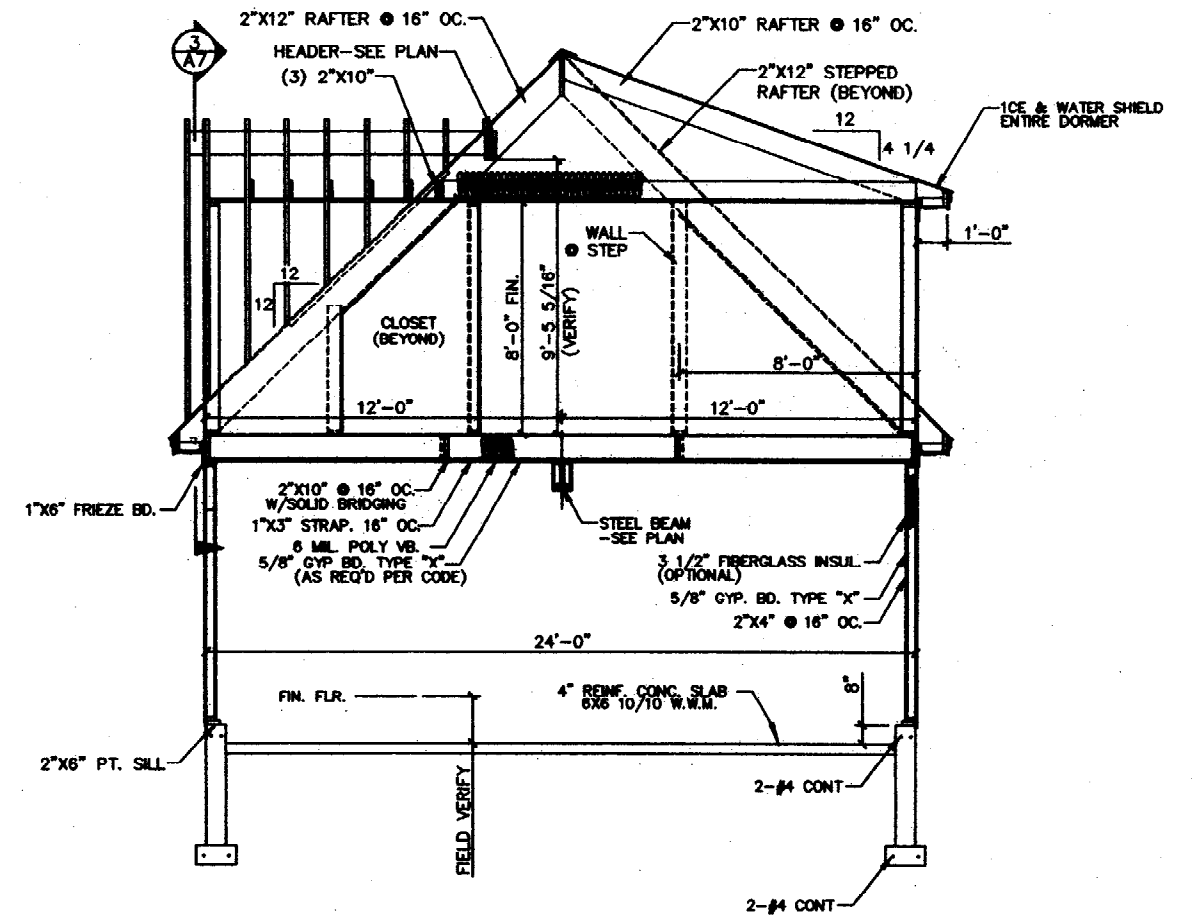 2"X12" RAFTER @ 16" OC.
2"X10" RAFTER @ 16" OC.
3
A7
HEADER-SEE PLAN
(3) 2"X10"
2"X12" STEPPED
RAFTER (BEYOND)
1CE & WATER SHIELD
ENTIRE DORMER
12
4 1/4
WALL
@ STEP
1'-0"
12
12
CLOSET
(BEYOND)
8'-0" FIN.
9'-5 5/16"
(VERIFY)
8'-0"
12'-0"
12'-0"
1"X6" FRIEZE BD.
2"X10" @ 16" OC.
W/SOLID BRIDGING
1"X3" STRAP. 16" OC.
6 MIL. POLY VB.
5/8" GYP BD. TYPE "X"
(AS REQ'D PER CODE)
STEEL BEAM
-SEE PLAN
3 1/2" FIBERGLASS INSUL.
(OPTIONAL)
5/8" GYP. BD. TYPE "X"
2"X4" @ 16" OC.
24'-0"
FIN. FLR.
4" REINF. CONC. SLAB
6X6 10/10 W.W.M.
8"
2"X6" PT. SILL
FIELD VERIFY
2-#4 CONT
2-#4 CONT